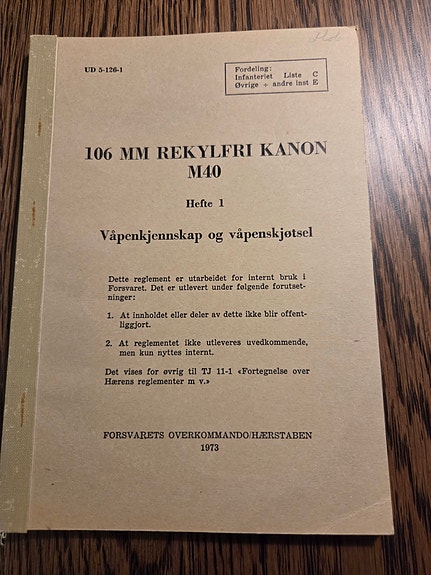 UD 5-126-1
Fordeling:
Infanteriet Liste C
Øvrige ÷ andre inst E
106 MM REKYLFRI KANON
M40
Hefte 1
Våpenkjennskap og våpenskjøtsel
Dette reglement er utarbeidet for internt bruk i
Forsvaret. Det er utlevert under følgende forutset-
ninger:
1. At innholdet eller deler av dette ikke blir offent-
liggjort.
2. At reglementet ikke utleveres uvedkommende,
men kun nyttes internt.
Det vises for øvrig til TJ 11-1 «Fortegnelse over
Hærens reglementer m v.»
FORSVARETS OVERKOMMANDO/HÆRSTABEN
1973